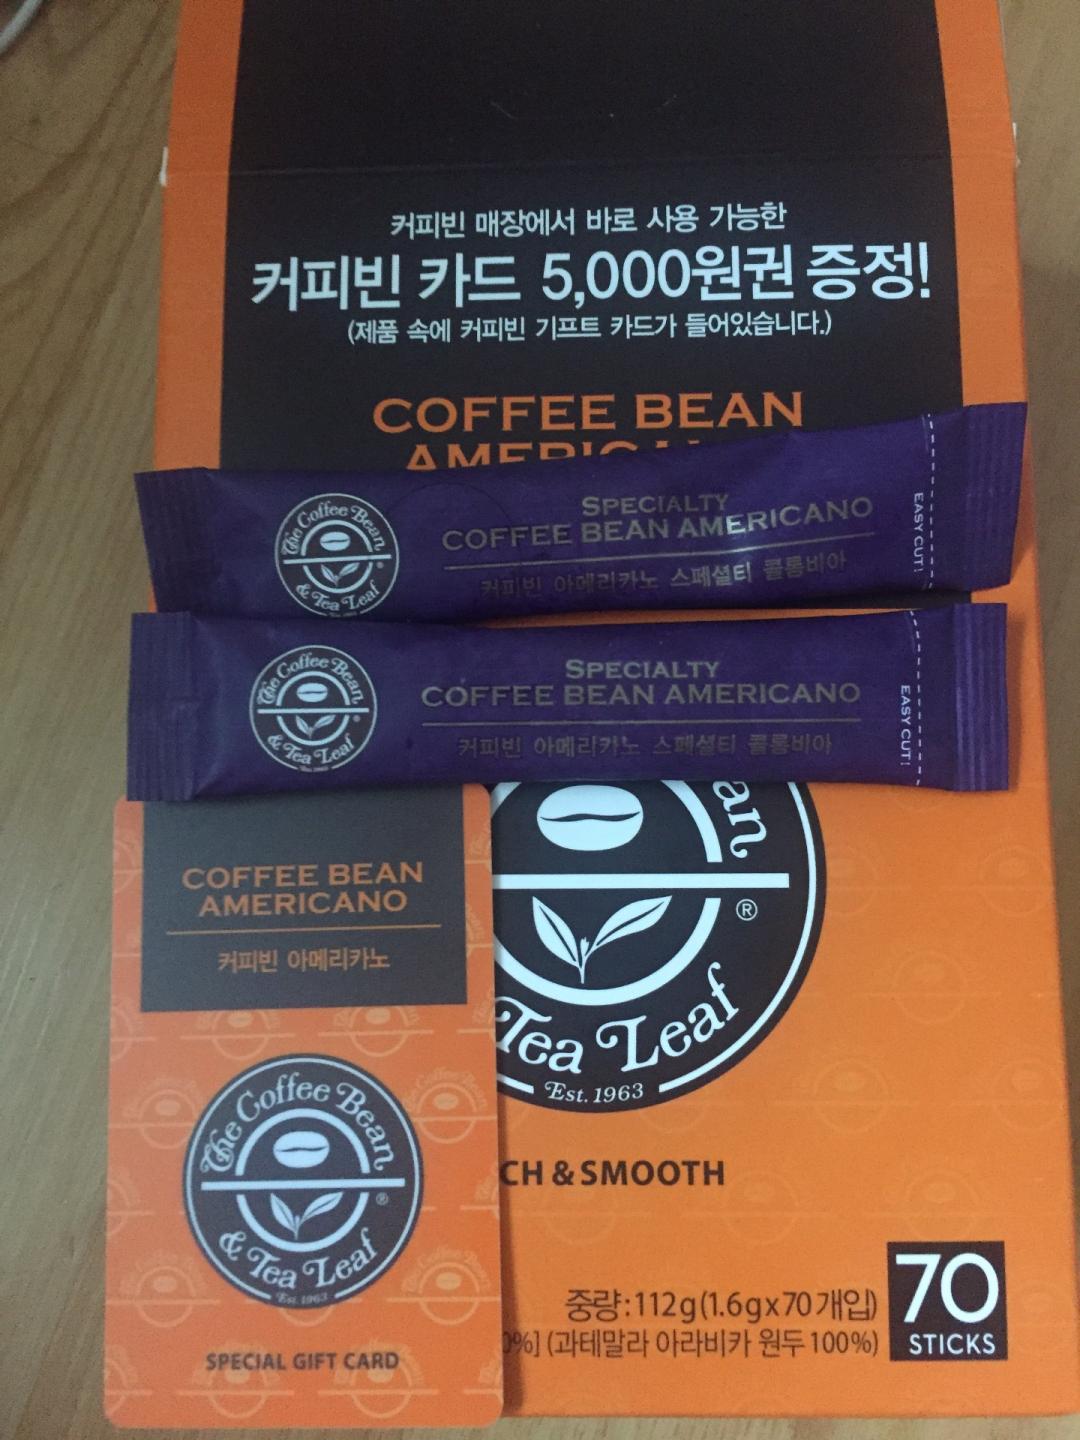 커피빈 매장에서 바로 사용 가능한
커피빈 카드 5,000원권 증정!
(제품 속에 커피빈 기프트 카드가 들어있습니다.)
COFFEE BEAN
The Coffee Bean
& Tea Leaf
SPECIALTY
COFFEE BEAN AMERICANO
커피빈 아메리카노 스페셜티 콜롬비아
EASY CUT!
The Coffee Bean
& Tea Leaf
SPECIALTY
COFFEE BEAN AMERICANO
커피빈 아메리카노 스페셜티 콜롬비아
EASY CUT!
COFFEE BEAN
AMERICANO
커피빈 아메리카노
The Coffee Bean
& Tea Leaf
Est. 1963
SPECIAL GIFT CARD
an
®
Tea Leaf
Est. 1963
CH & SMOOTH
중량:112g(1.6gx70개입)
0%] (과테말라 아라비카 원두 100%)
70
STICKS